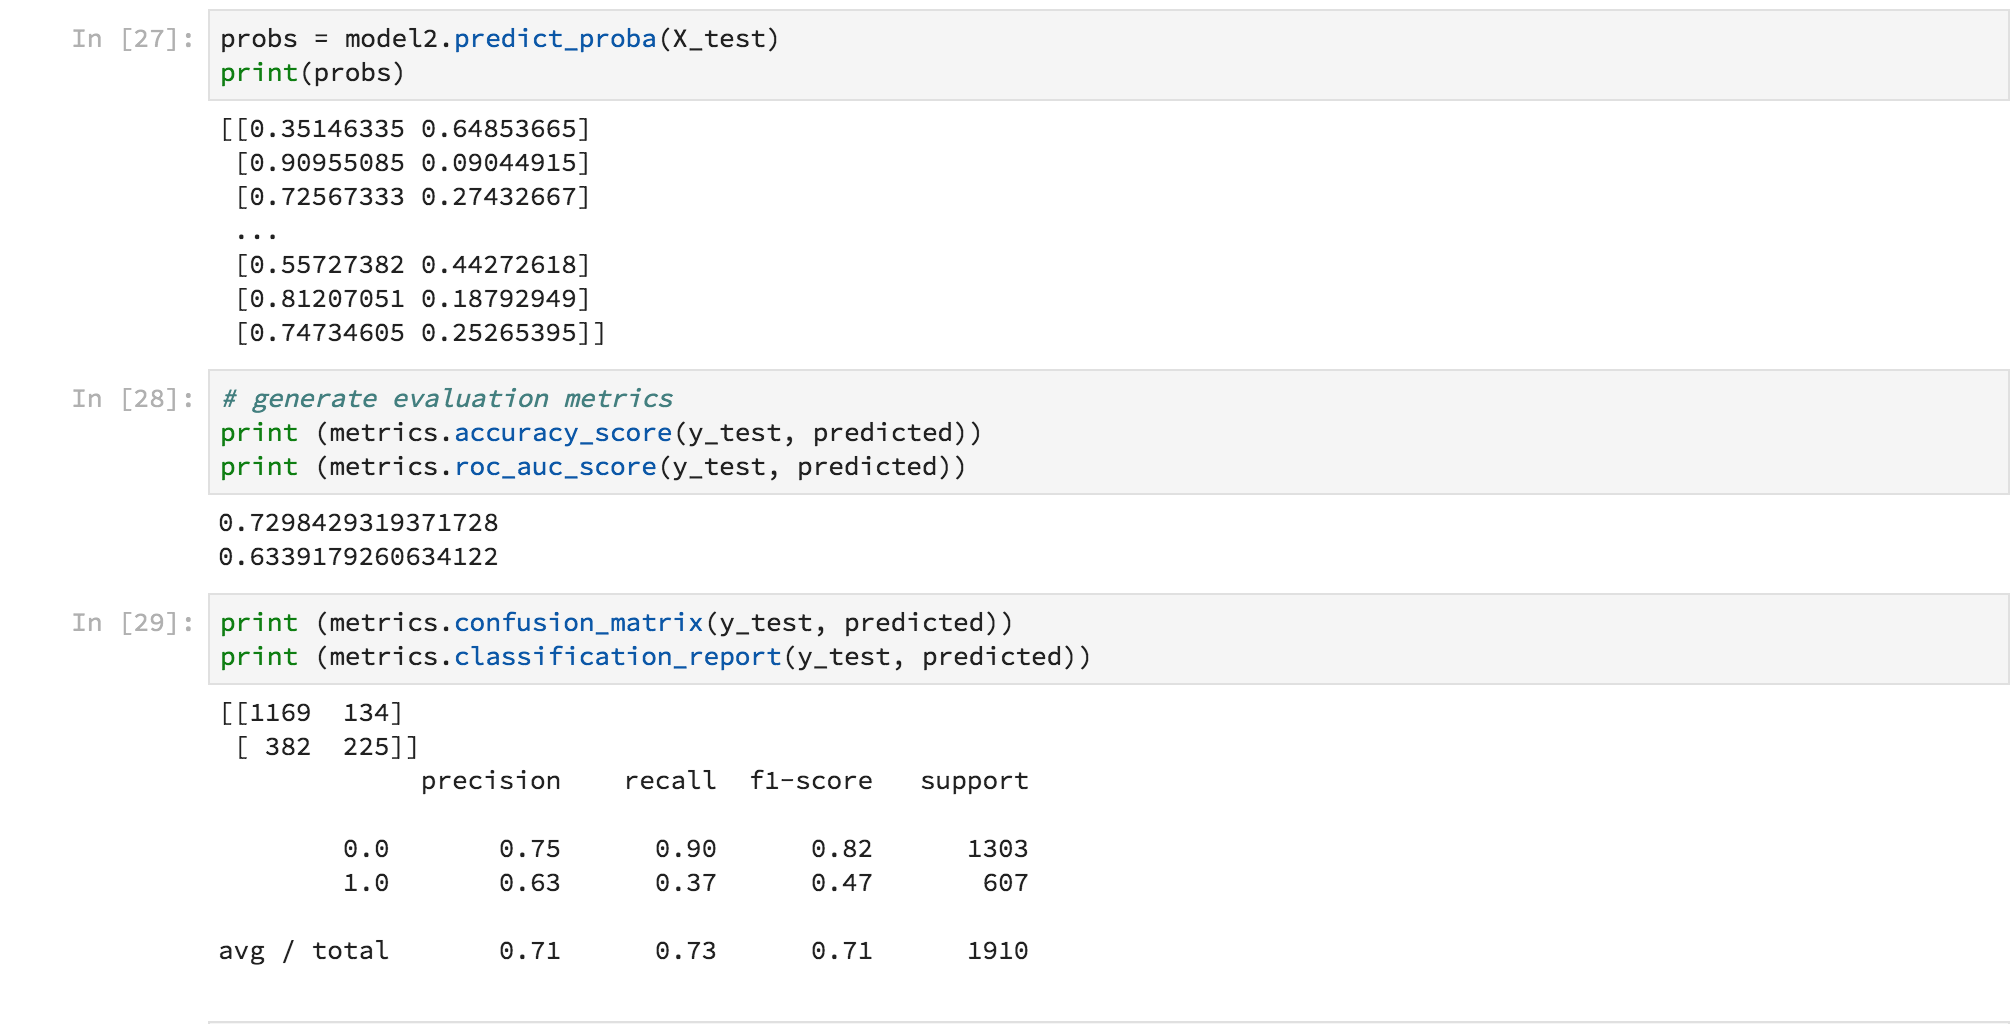 In [27]: probs = model2.predict_proba(X_test)
print(probs)
[[0.35146335 0.64853665]
 [0.90955085 0.09044915]
 [0.72567333 0.27432667]
 ...
 [0.55727382 0.44272618]
 [0.81207051 0.18792949]
 [0.74734605 0.25265395]]
In [28]: # generate evaluation metrics
print (metrics.accuracy_score(y_test, predicted))
print (metrics.roc_auc_score(y_test, predicted))
0.7298429319371728
0.6339179260634122
In [29]: print (metrics.confusion_matrix(y_test, predicted))
print (metrics.classification_report(y_test, predicted))
[[1169  134]
 [ 382  225]]
             precision    recall  f1-score   support
        0.0       0.75      0.90      0.82      1303
        1.0       0.63      0.37      0.47       607
avg / total       0.71      0.73      0.71      1910